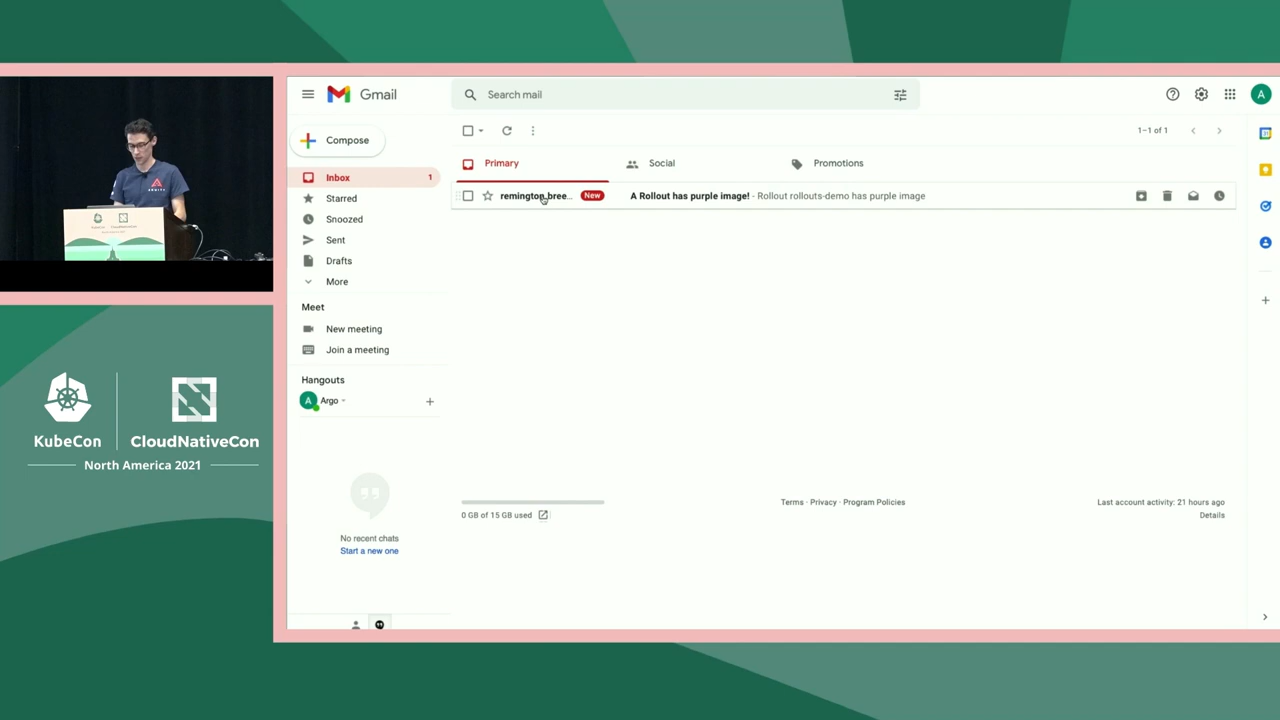 Gmail
Search mail
A
Compose
1–1 of 1
Primary
Social
Promotions
Inbox 1
remington.bree...
New
A Rollout has purple image! - Rollout rollouts-demo has purple image
Starred
Snoozed
Sent
Drafts
More
Meet
New meeting
Join a meeting
Hangouts
A Argo
No recent chats
Start a new one
0 GB of 15 GB used
Terms · Privacy · Program Policies
Last account activity: 21 hours ago
Details
KubeCon
CloudNativeCon
North America 2021